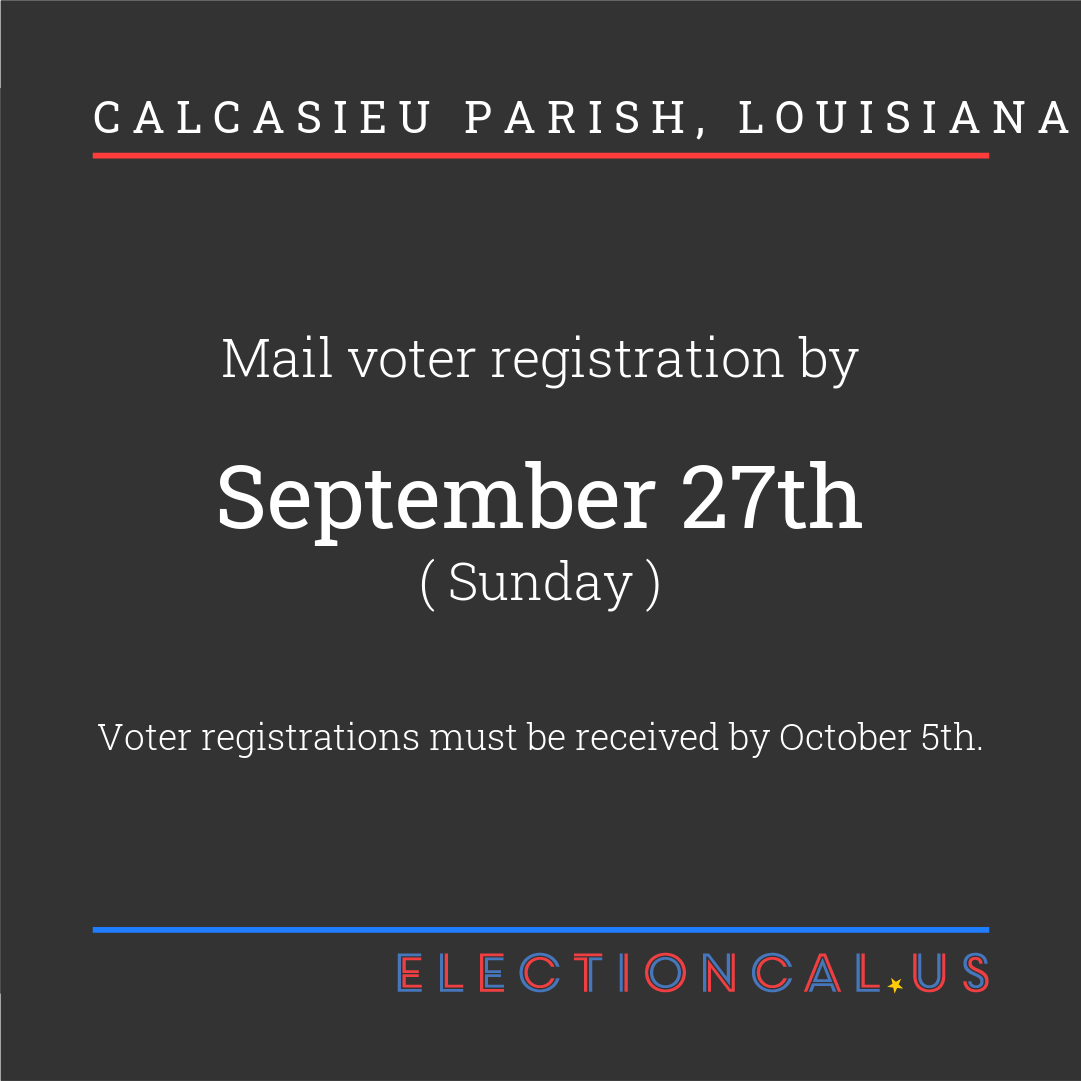 CALCASIEU PARISH, LOUISIANA
Mail voter registration by
September 27th
( Sunday )
Voter registrations must be received by October 5th.
ELECTIONCAL.US